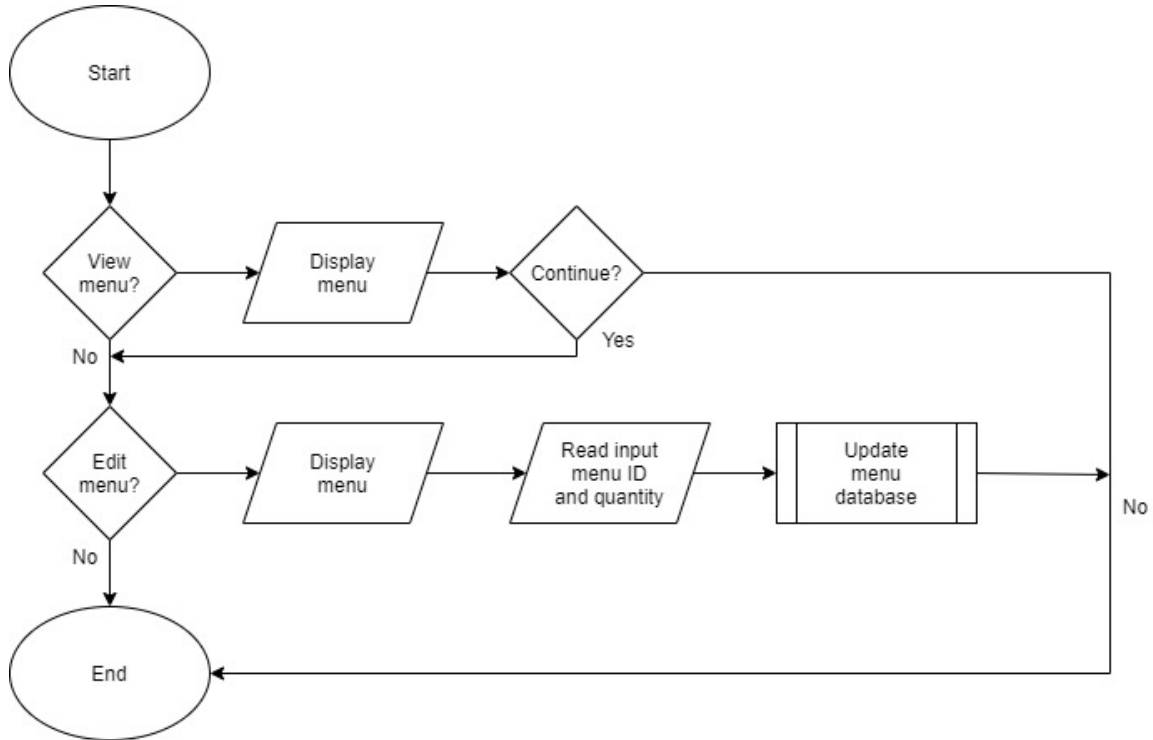 Start
View
menu?
Display
menu
Continue?
No
Yes
Edit
menu?
Display
menu
Read input
menu ID
and quantity
Update
menu
database
No
No
End